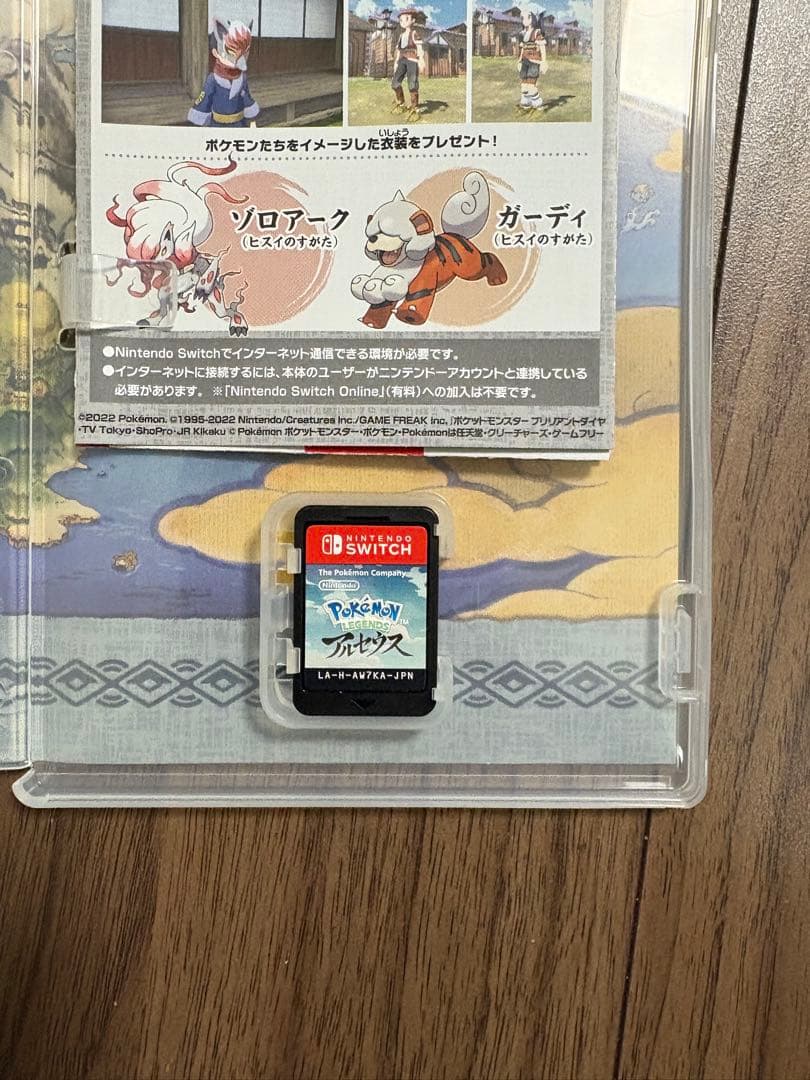 ポケモンたちをイメージした衣装をプレゼント!
いしょう
ゾロアーク
(ヒスイのすがた)
ガーディ
(ヒスイのすがた)
●Nintendo Switchでインターネット通信できる環境が必要です。
●インターネットに接続するには、本体のユーザーがニンテンドーアカウントと連携している
必要があります。 ※「Nintendo Switch Online」(有料)への加入は不要です。
©2022 Pokémon. ©1995-2022 Nintendo/Creatures Inc./GAME FREAK inc. 「ポケットモンスター ブリリアントダイヤ
・TV Tokyo・ShoPro・JR Kikaku © Pokémon ポケットモンスター・ポケモン・Pokémonは任天堂・クリーチャーズ・ゲームフリー
NINTENDO
SWITCH
The Pokémon Company
Nintendo
POKéMON
LEGENDS
TM
アルセウス
LA-H-AW7KA-JPN